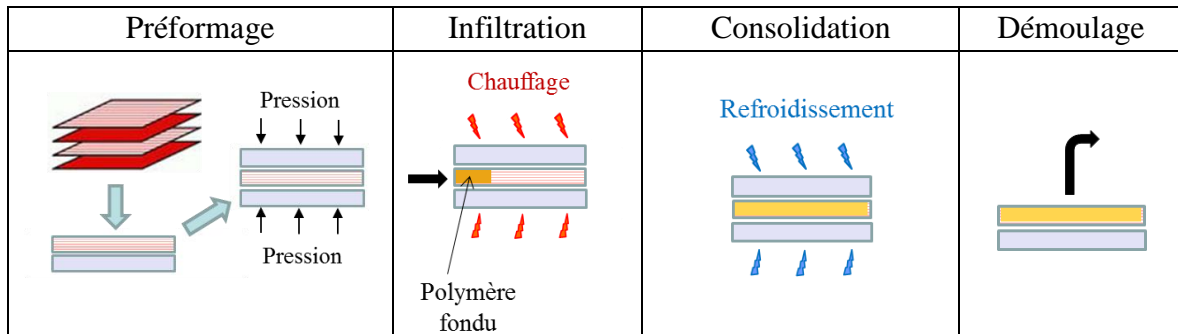 Préformage
Infiltration
Consolidation
Démoulage
Pression
Pression
Chauffage
Polymère
fondu
Refroidissement